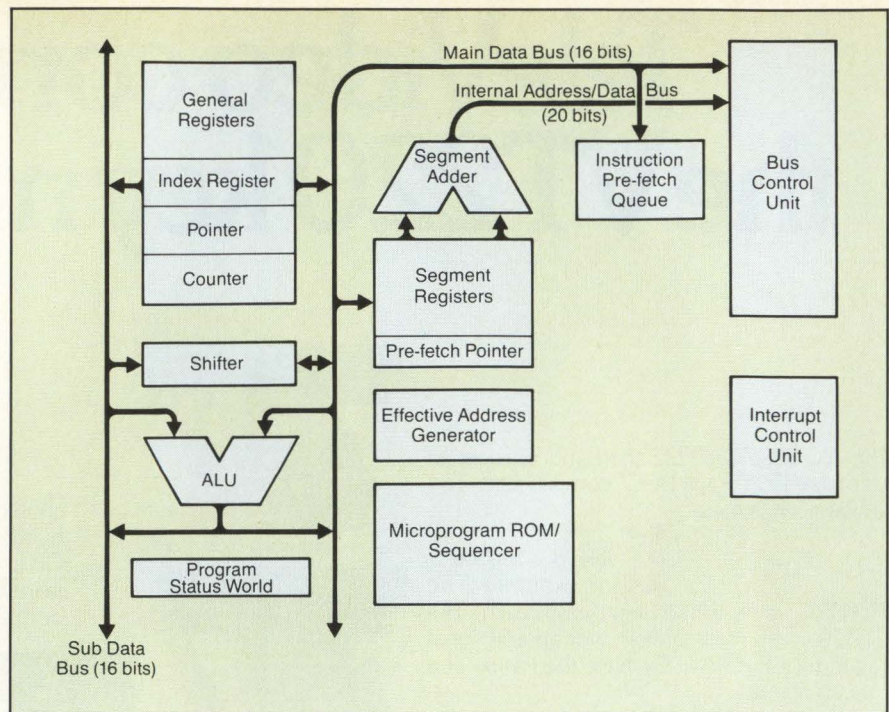 Main Data Bus (16 bits)
Internal Address/Data Bus
(20 bits)
General
Registers
Index Register
Pointer
Counter
Segment
Adder
Instruction
Pre-fetch
Queue
Bus
Control
Unit
Segment
Registers
Pre-fetch Pointer
Shifter
Effective Address
Generator
Interrupt
Control
Unit
ALU
Microprogram ROM/
Sequencer
Program
Status World
Sub Data
Bus (16 bits)